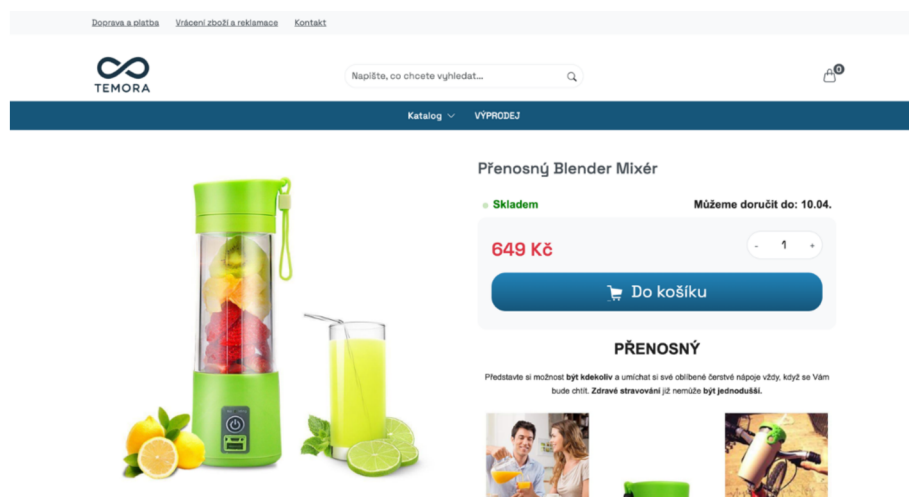 Doprava a platba Vrácení zboží a reklamace Kontakt
TEMORA
Napište, co chcete vyhledat...
0
Katalog VÝPRODEJ
Přenosný Blender Mixér
Skladem Můžeme doručit do: 10.04.
649 Kč - 1 +
Do košíku
PŘENOSNÝ
Představte si možnost být kdekoliv a umíchat si své oblíbené čerstvé nápoje vždy, když se Vám
bude chtít. Zdravé stravování již nemůže být jednodušší.